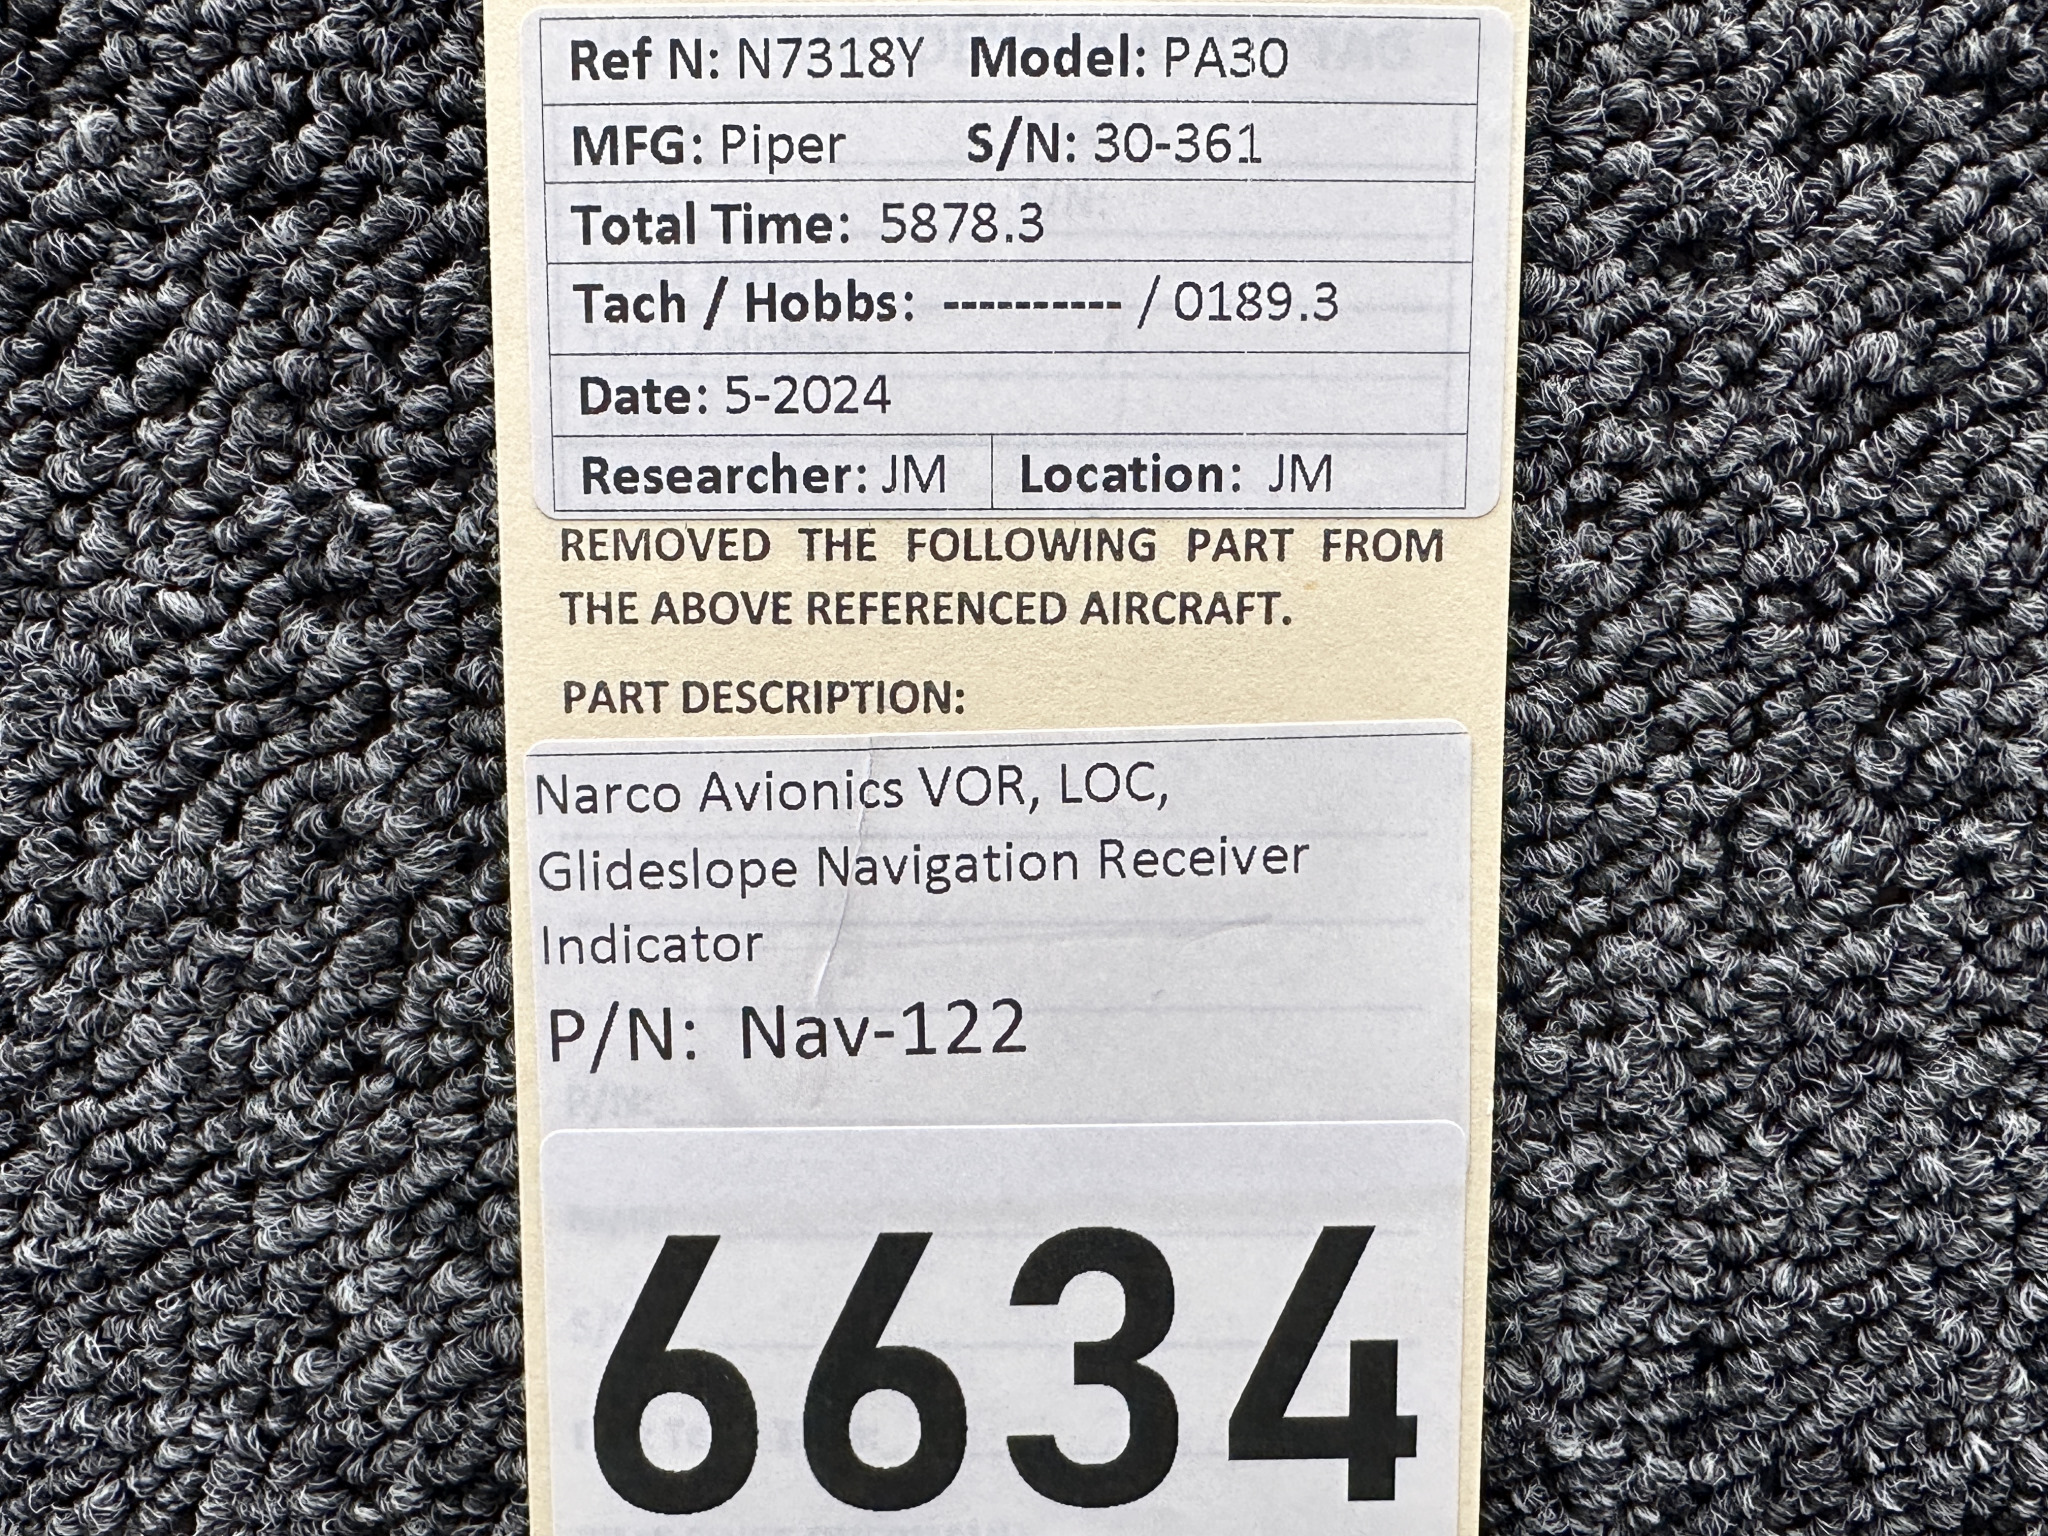 Ref N: N7318Y Model: PA30
MFG: Piper S/N: 30-361
Total Time: 5878.3
Tach / Hobbs: ---------- / 0189.3
Date: 5-2024
Researcher: JM Location: JM
REMOVED THE FOLLOWING PART FROM
THE ABOVE REFERENCED AIRCRAFT.
PART DESCRIPTION:
Narco Avionics VOR, LOC,
Glideslope Navigation Receiver
Indicator
P/N: Nav-122
6634